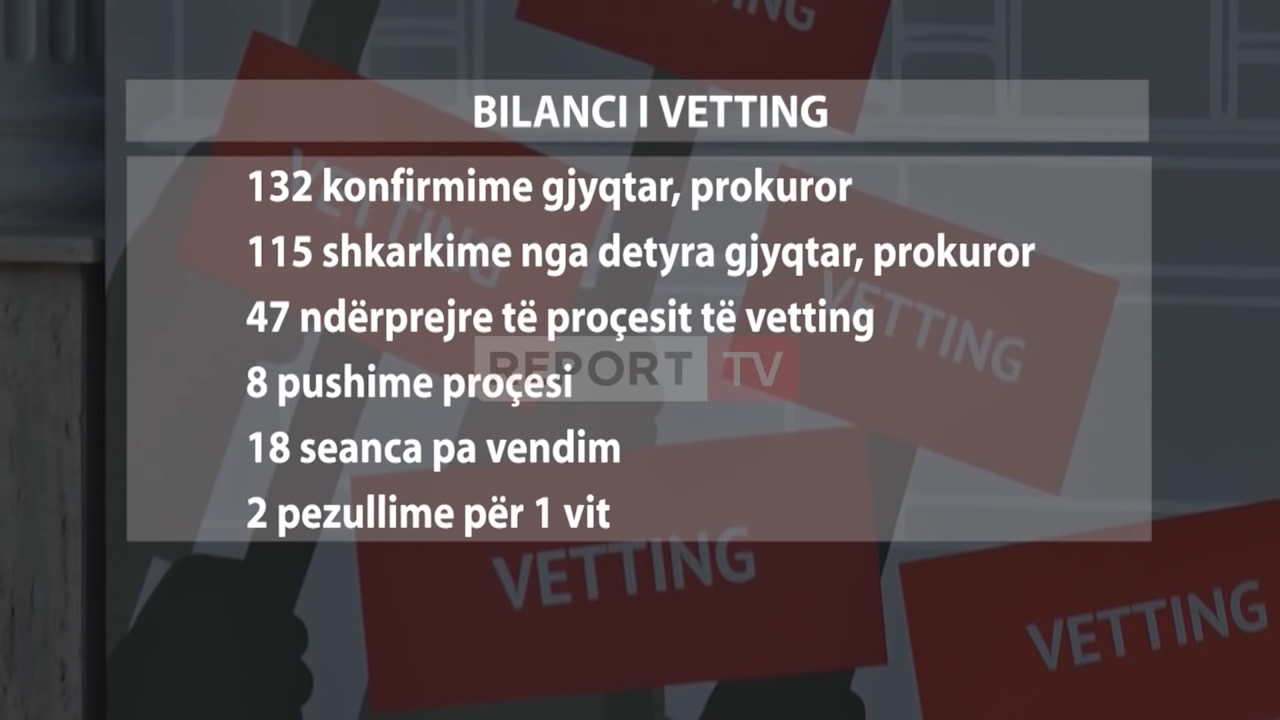 VETTING
BILANCI I VETTING
132 konfirmime gjyqtar, prokuror
VETTING
115 shkarkime nga detyra gjyqtar, prokuror
VETTING
47 ndërprejre të proçesit të vetting
REPORT TV
8 pushime proçesi
18 seanca pa vendim
2 pezullime për 1 vit
VETTING
VETTING